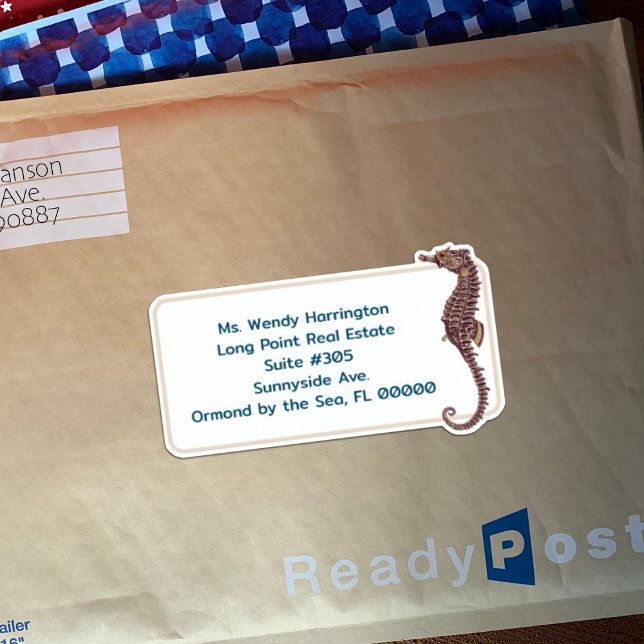 anson
Ave.
90887
Ms. Wendy Harrington
Long Point Real Estate
Suite #305
Sunnyside Ave.
Ormond by the Sea, FL 00000
ReadyPost
ailer
16"